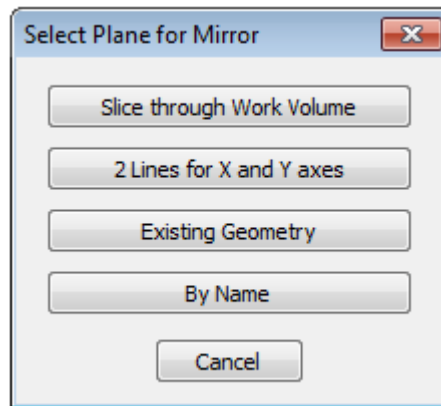 Select Plane for Mirror
Slice through Work Volume
2 Lines for X and Y axes
Existing Geometry
By Name
Cancel